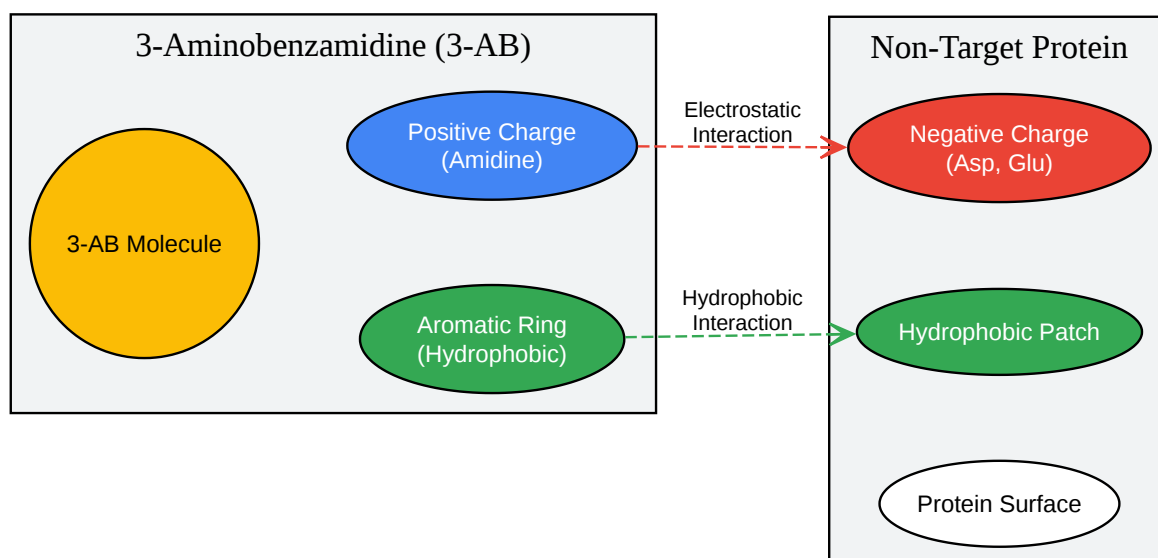 3-Aminobenzamidine (3-AB)
3-AB Molecule
Positive Charge
(Amidine)
Aromatic Ring
(Hydrophobic)
Electrostatic
Interaction
Hydrophobic
Interaction
Non-Target Protein
Negative Charge
(Asp, Glu)
Hydrophobic Patch
Protein Surface